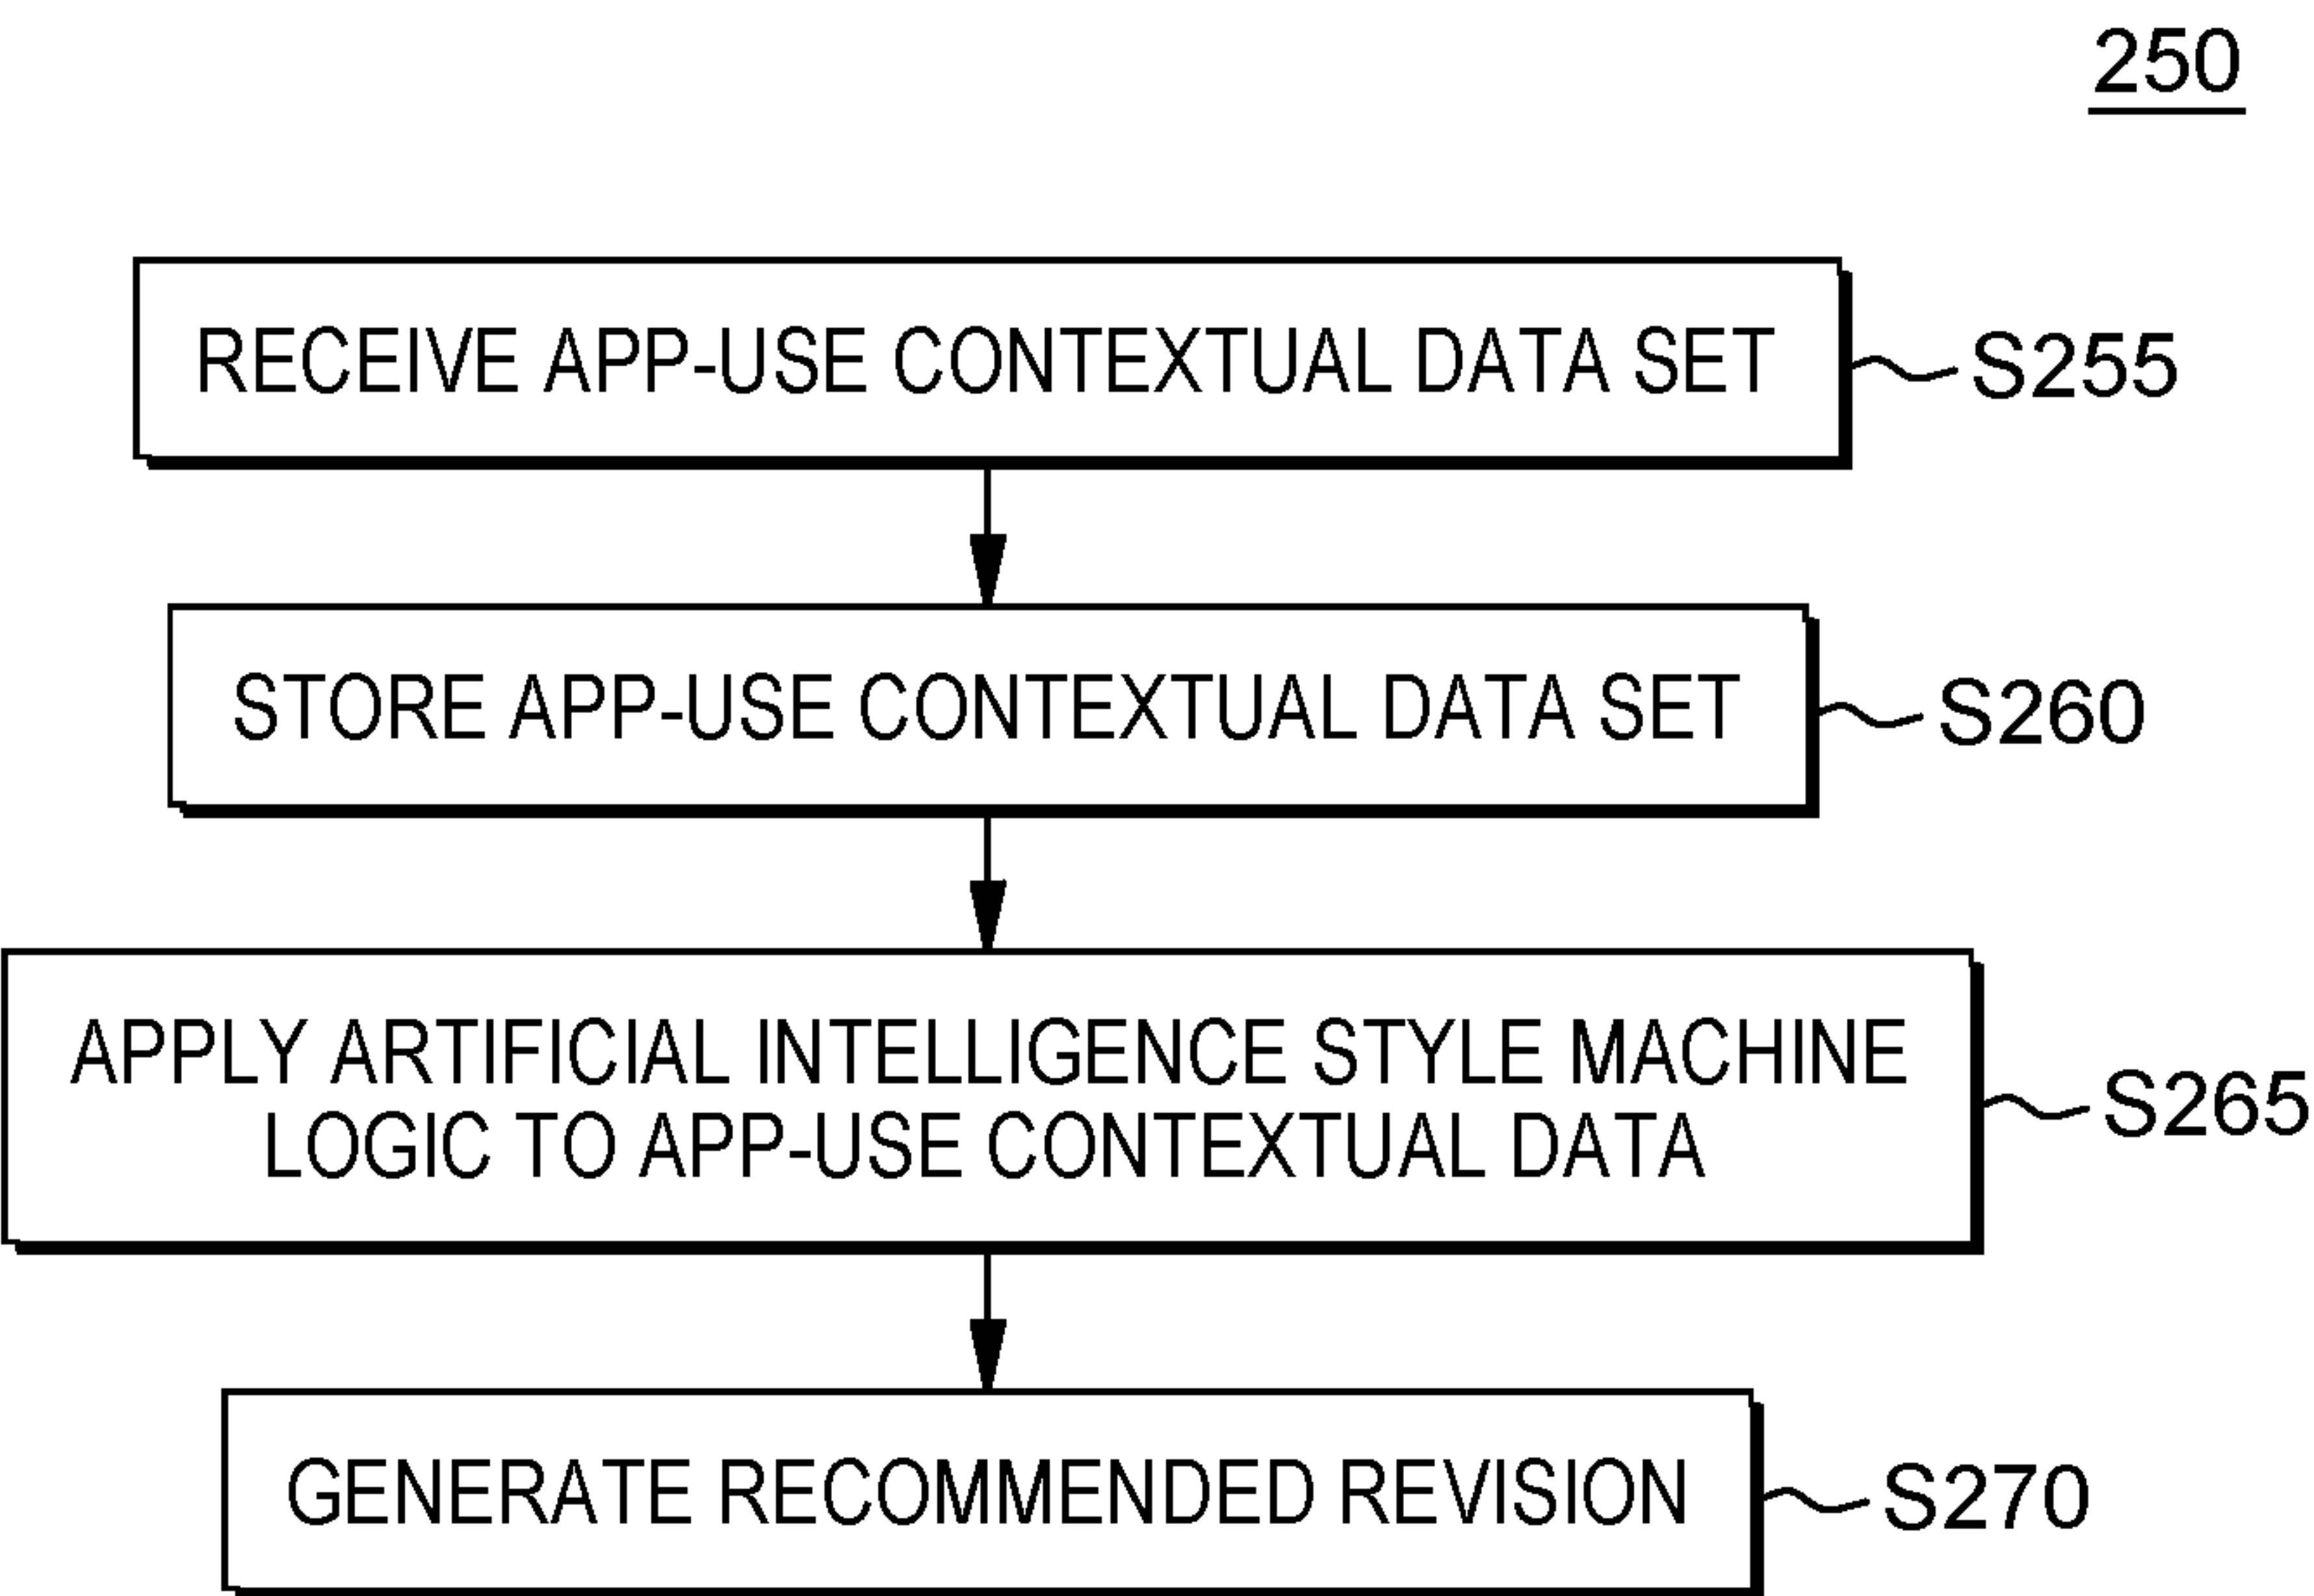 250
RECEIVE APP-USE CONTEXTUAL DATA SET
S255
STORE APP-USE CONTEXTUAL DATA SET
S260
APPLY ARTIFICIAL INTELLIGENCE STYLE MACHINE
LOGIC TO APP-USE CONTEXTUAL DATA
S265
GENERATE RECOMMENDED REVISION
S270